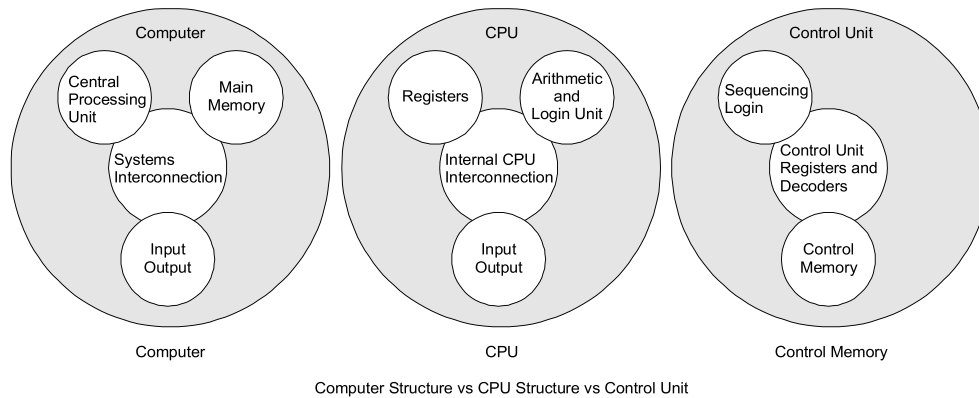 Computer
Central
Processing
Unit
Main
Memory
Systems
Interconnection
Input
Output
Computer
CPU
Registers
Arithmetic
and
Login Unit
Internal CPU
Interconnection
Input
Output
CPU
Control Unit
Sequencing
Login
Control Unit
Registers and
Decoders
Control
Memory
Control Memory
Computer Structure vs CPU Structure vs Control Unit